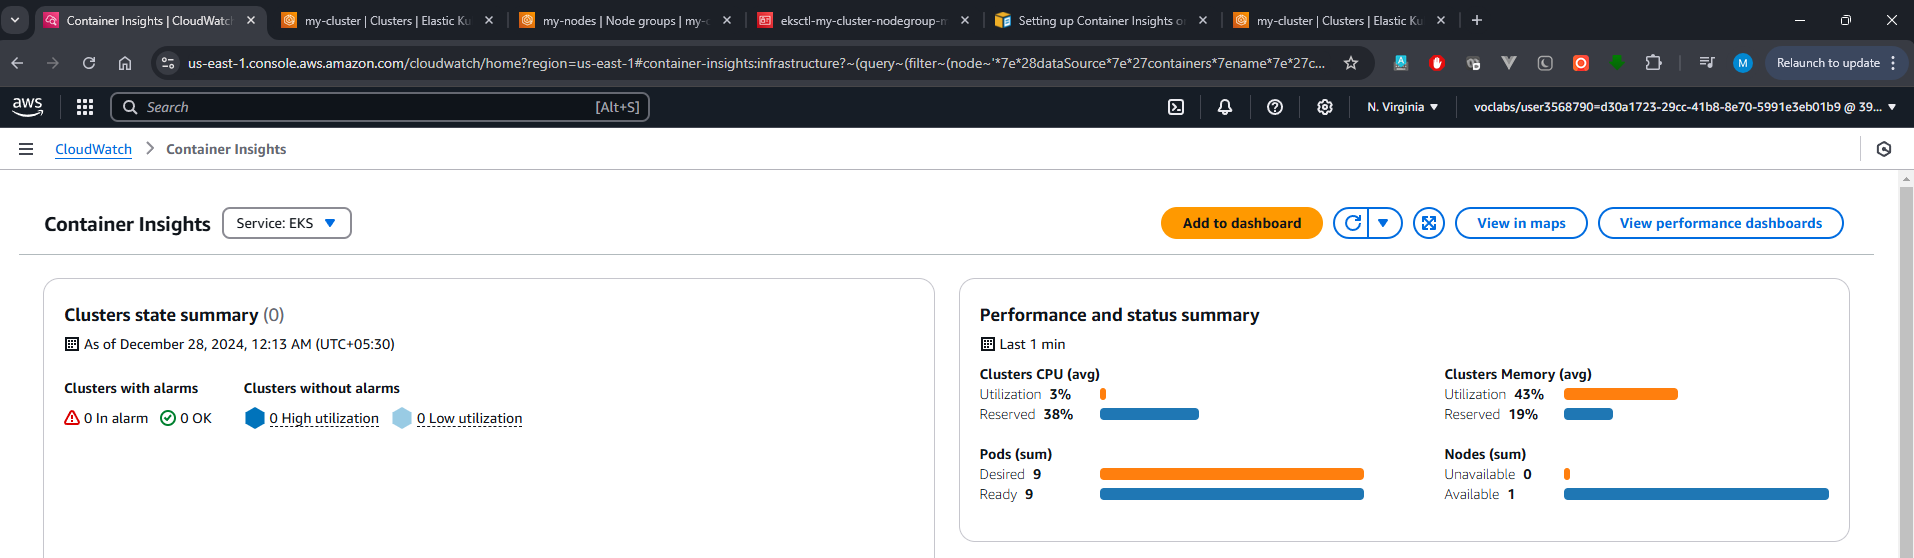 Container Insights | CloudWatch
my-cluster | Clusters | Elastic Ku
my-nodes | Node groups | my-c
eksctl-my-cluster-nodegroup-m
Setting up Container Insights o
my-cluster | Clusters | Elastic Ku
us-east-1.console.aws.amazon.com/cloudwatch/home?region=us-east-1#container-insights:infrastructure?~(query~(filter~(node~'*7e*28dataSource*7e*27containers*7ename*7e*27c...
M
Relaunch to update
aws
Search
[Alt+S]
N. Virginia
voclabs/user3568790=d30a1723-29cc-41b8-8e70-5991e3eb01b9 @ 39...
CloudWatch > Container Insights
Container Insights
Service: EKS
Add to dashboard
View in maps
View performance dashboards
Clusters state summary (0)
As of December 28, 2024, 12:13 AM (UTC+05:30)
Clusters with alarms
Clusters without alarms
0 In alarm
0 OK
0 High utilization
0 Low utilization
Performance and status summary
Last 1 min
Clusters CPU (avg)
Utilization 3%
Reserved 38%
Clusters Memory (avg)
Utilization 43%
Reserved 19%
Pods (sum)
Desired 9
Ready 9
Nodes (sum)
Unavailable 0
Available 1